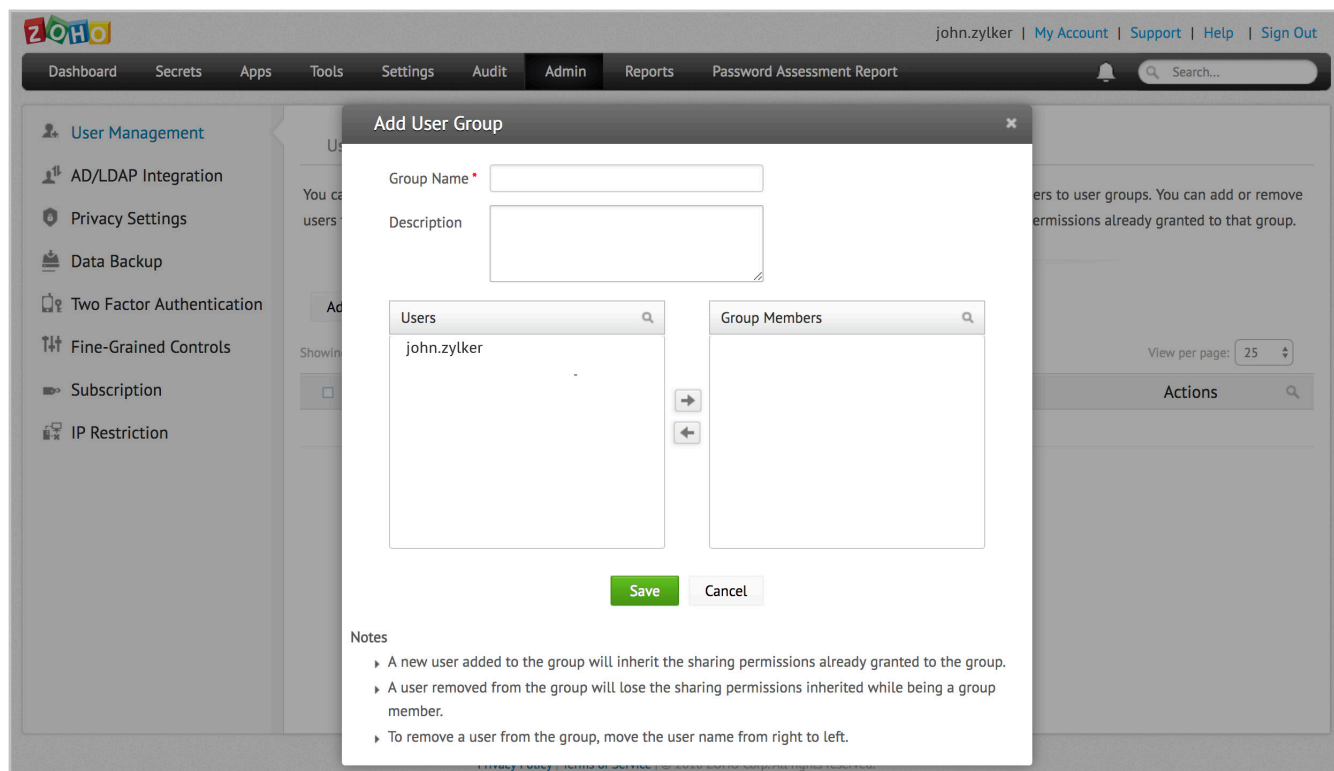 ZOHO
john.zylker | My Account | Support | Help | Sign Out
Dashboard Secrets Apps Tools Settings Audit Admin Reports Password Assessment Report Search...
User Management
AD/LDAP Integration
Privacy Settings
Data Backup
Two Factor Authentication
Fine-Grained Controls
Subscription
IP Restriction
You ca
ers to user groups. You can add or remove
users
ermissions already granted to that group.
Ad
Showin
View per page: 25
Actions
Add User Group
Group Name *
Description
Users
Group Members
john.zylker
-
Save Cancel
Notes
A new user added to the group will inherit the sharing permissions already granted to the group.
A user removed from the group will lose the sharing permissions inherited while being a group
member.
To remove a user from the group, move the user name from right to left.